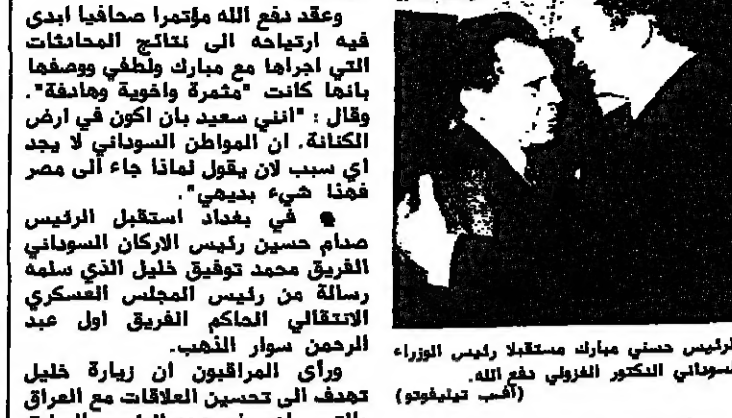 وعقد دفع الله مؤتمرا صحافيا ابدى
فيه ارتياحه الى نتائج المحادثات
التي اجراها مع مبارك ولطفي ووصفها
بانها كانت "مثمرة واخوية وهادفة".
وقال : "انني سعيد بان اكون في ارض
الكنانة. ان المواطن السوداني لا يجد
اي سبب لان يقول لماذا جاء الى مصر
فهذا شيء بديهي".
● في بغداد استقبل الرئيس
صدام حسين رئيس الاركان السوداني
الفريق محمد توفيق خليل الذي سلمه
رسالة من رئيس المجلس العسكري
الانتقالي الحاكم الفريق اول عبد
الرحمن سوار الذهب.
ورأى المراقبون ان زيارة خليل
تهدف الى تحسين العلاقات مع العراق
الرئيس حسني مبارك مستقبلا رئيس الوزراء
السوداني الدكتور الغزولي دفع الله.
(أف.ب تيليفوتو)